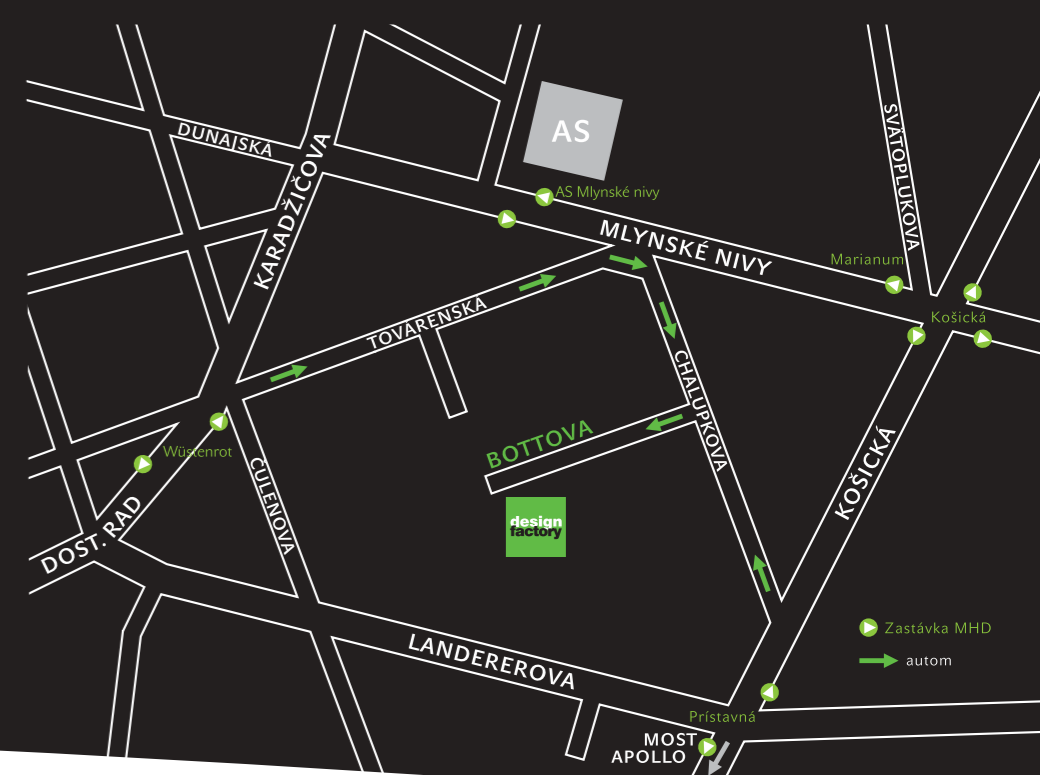 AS
DUNAJSKÁ
KARADŽIČOVA
AS Mlynské nivy
MLYNSKÉ NIVY
SVÄTOPLUKOVA
Marianum
Košická
TOVÁRENSKÁ
CHALUPKOVA
BOTTOVA
design
factory
KOŠICKÁ
Wüstenrot
ČULENOVA
DOST. RAD
LANDEREROVA
Zastávka MHD
autom
Prístavná
MOST
APOLLO